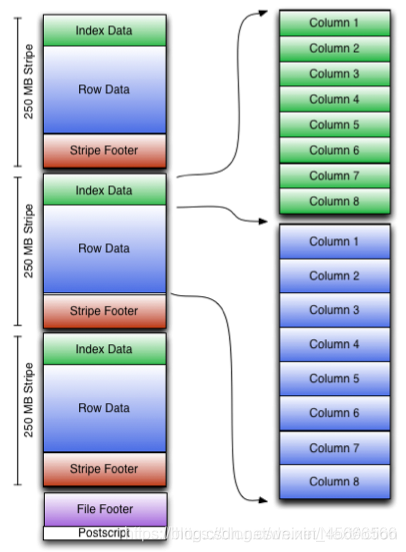 250 MB Stripe
Index Data
Row Data
Stripe Footer
250 MB Stripe
Index Data
Row Data
Stripe Footer
250 MB Stripe
Index Data
Row Data
Stripe Footer
File Footer
Postscript
Column 1
Column 2
Column 3
Column 4
Column 5
Column 6
Column 7
Column 8
Column 1
Column 2
Column 3
Column 4
Column 5
Column 6
Column 7
Column 8